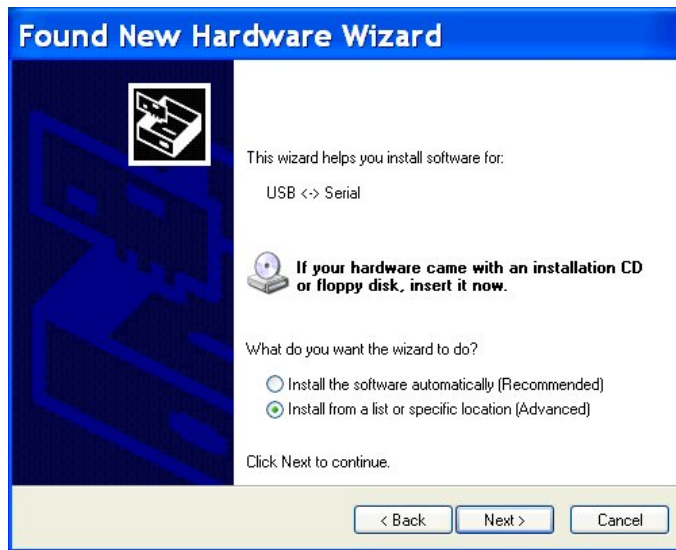 Found New Hardware Wizard
This wizard helps you install software for:
USB <-> Serial
If your hardware came with an installation CD
or floppy disk, insert it now.
What do you want the wizard to do?
Install the software automatically (Recommended)
Install from a list or specific location (Advanced)
Click Next to continue.
< Back Next > Cancel